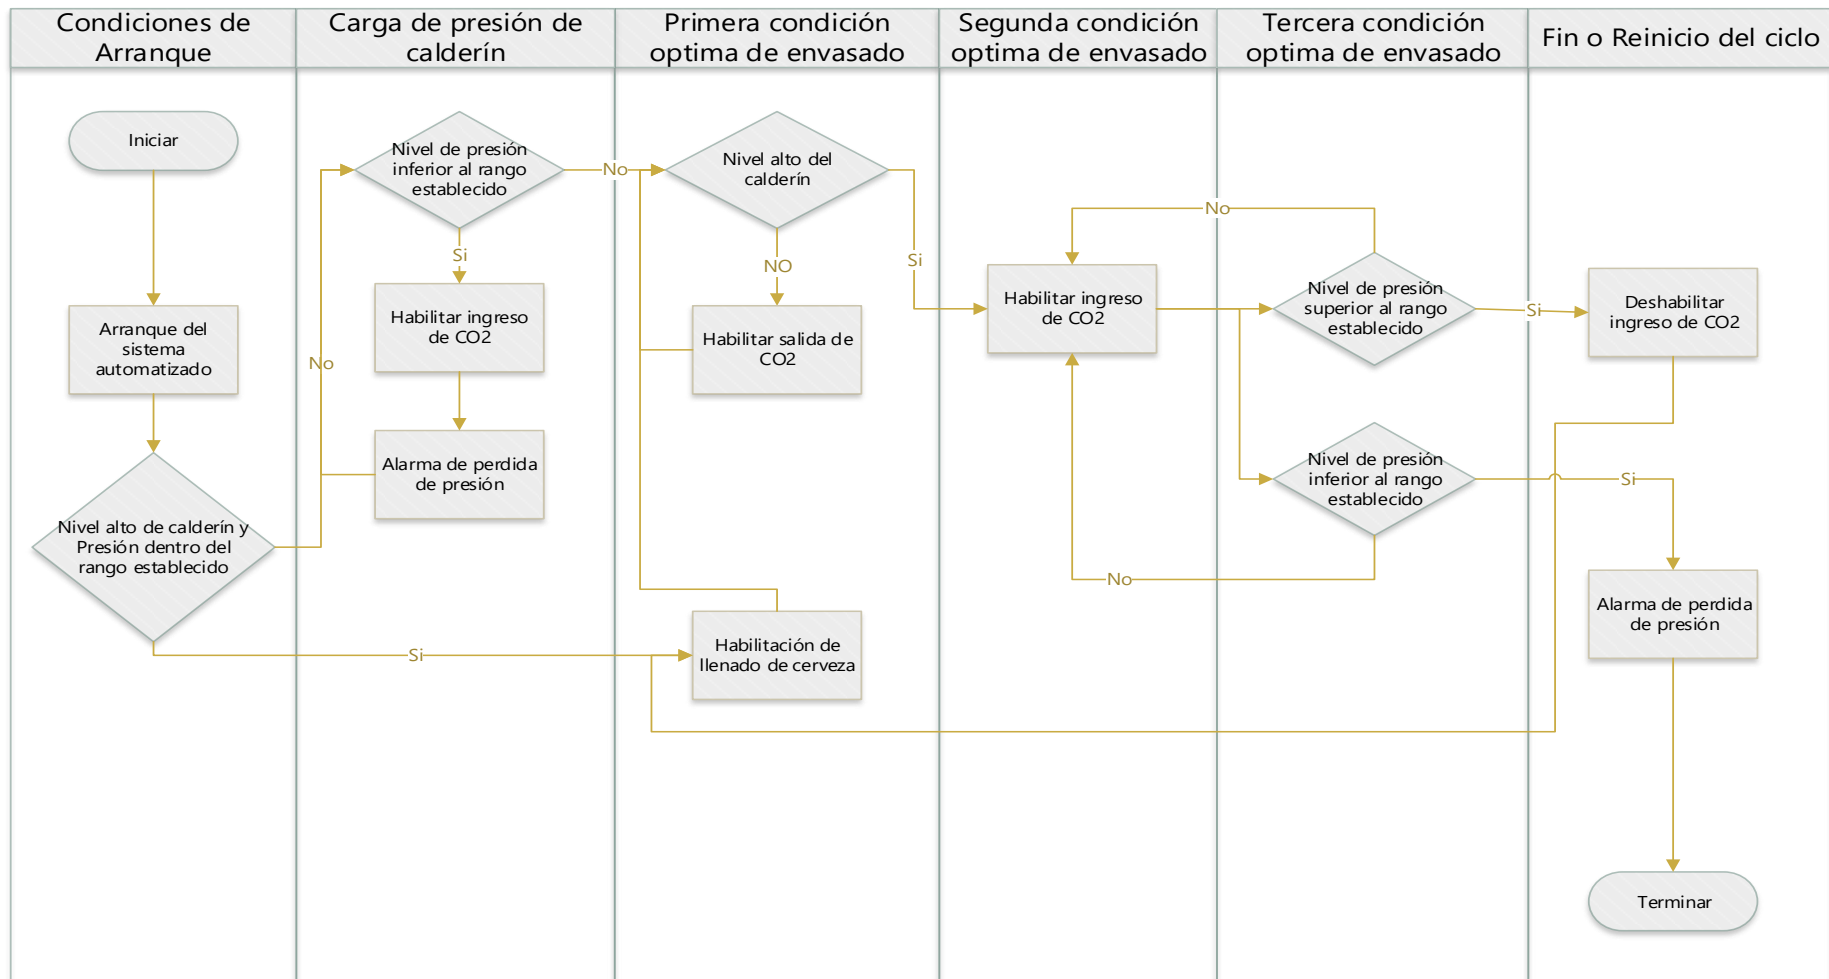 Condiciones de
Arranque
Carga de presión de
calderín
Primera condición
optima de envasado
Segunda condición
optima de envasado
Tercera condición
optima de envasado
Fin o Reinicio del ciclo
Iniciar
Arranque del
sistema
automatizado
Nivel alto de calderín y
Presión dentro del
rango establecido
No
Si
Nivel de presión
inferior al rango
establecido
No
Si
Habilitar ingreso
de CO2
Alarma de perdida
de presión
Nivel alto del
calderín
NO
Si
Habilitar salida de
CO2
Habilitación de
llenado de cerveza
Habilitar ingreso
de CO2
No
Nivel de presión
superior al rango
establecido
Si
Nivel de presión
inferior al rango
establecido
No
Si
Deshabilitar
ingreso de CO2
Alarma de perdida
de presión
Terminar